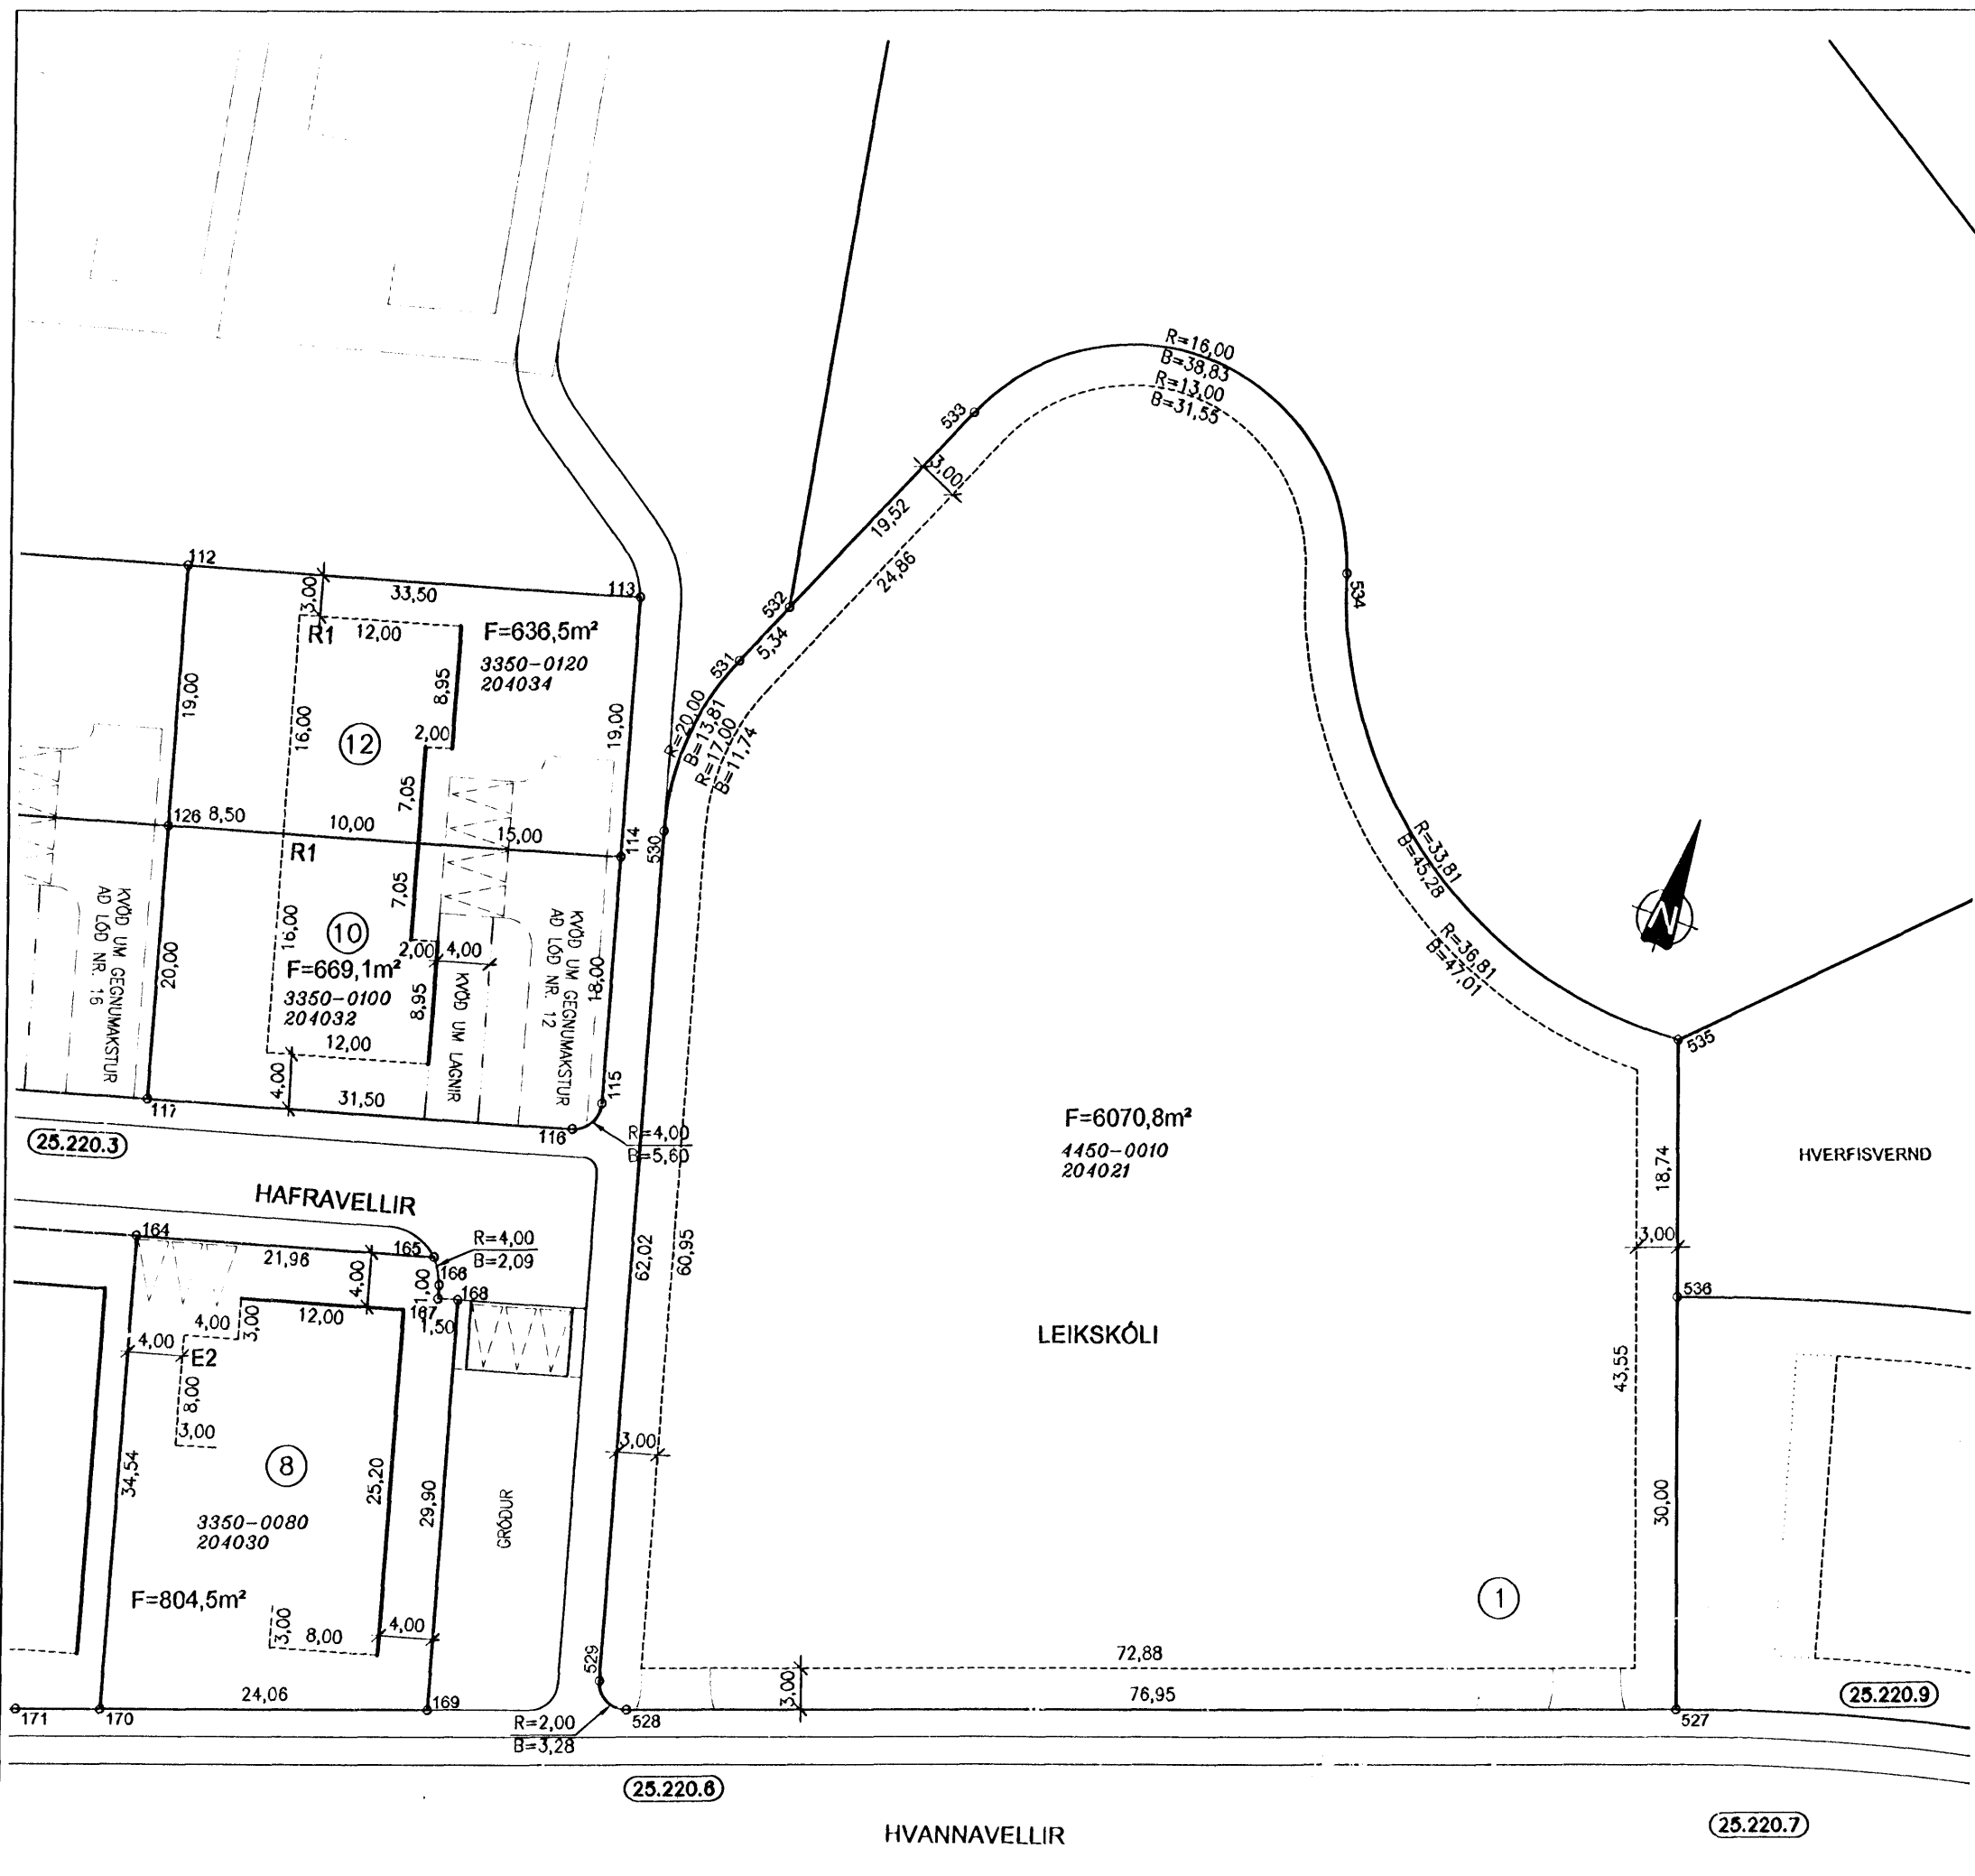 R=16,00
B=38,83
R=13,00
B=31,55
533
3,00
19,52
24,86
532
5,34
531
534
112
33,50
113
3,00
R1
12,00
F=636,5m²
3350-0120
204034
19,00
8,95
16,00
12
2,00
19,00
7,05
R=20,00
B=13,81
R=17,00
B=11,74
530
126
8,50
10,00
15,00
114
R1
7,05
R=33,81
B=45,28
R=36,81
B=47,01
N
535
KVÖÐ UM GEGNUMAKSTUR
AÐ LÓÐ NR. 16
20,00
16,00
10
2,00
4,00
F=669,1m²
3350-0100
204032
8,95
12,00
KVÖÐ UM LAGNIR
KVÖÐ UM GEGNUMAKSTUR
AÐ LÓÐ NR. 12
18,00
4,00
31,50
117
115
116
R=4,00
B=5,60
25.220.3
F=6070,8m²
4450-0010
204021
HVERFISVERND
18,74
3,00
536
HAFRAVELLIR
164
21,96
165
R=4,00
B=2,09
4,00
1,00
166
167
168
1,50
62,02
60,95
4,00
3,00
12,00
4,00
E2
8,00
3,00
LEIKSKÓLI
43,55
34,54
8
25,20
29,90
GRÓÐUR
3,00
30,00
3350-0080
204030
F=804,5m²
3,00
8,00
4,00
1
529
72,88
3,00
76,95
24,06
171
170
169
R=2,00
B=3,28
528
527
25.220.9
25.220.6
HVANNAVELLIR
25.220.7